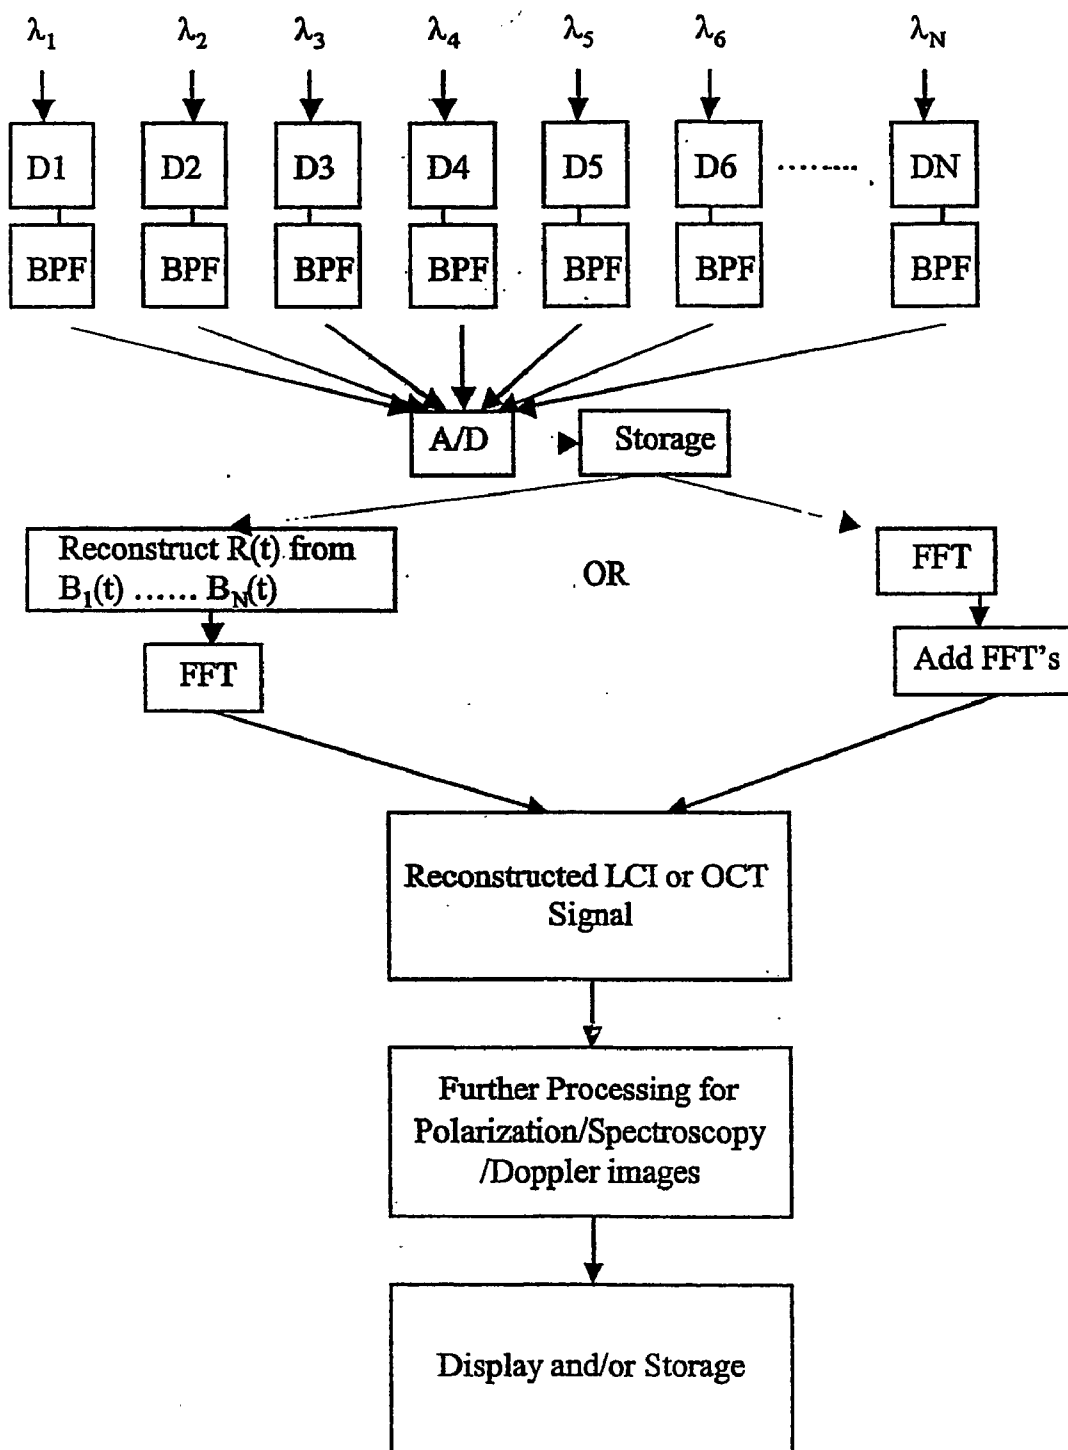 λ₁ λ₂ λ₃ λ₄ λ₅ λ₆ λN
D1 D2 D3 D4 D5 D6 ........ DN
BPF BPF BPF BPF BPF BPF BPF
A/D
Storage
Reconstruct R(t) from
B₁(t) ...... BN(t)
OR
FFT
FFT
Add FFT's
Reconstructed LCI or OCT
Signal
Further Processing for
Polarization/Spectroscopy
/Doppler images
Display and/or Storage